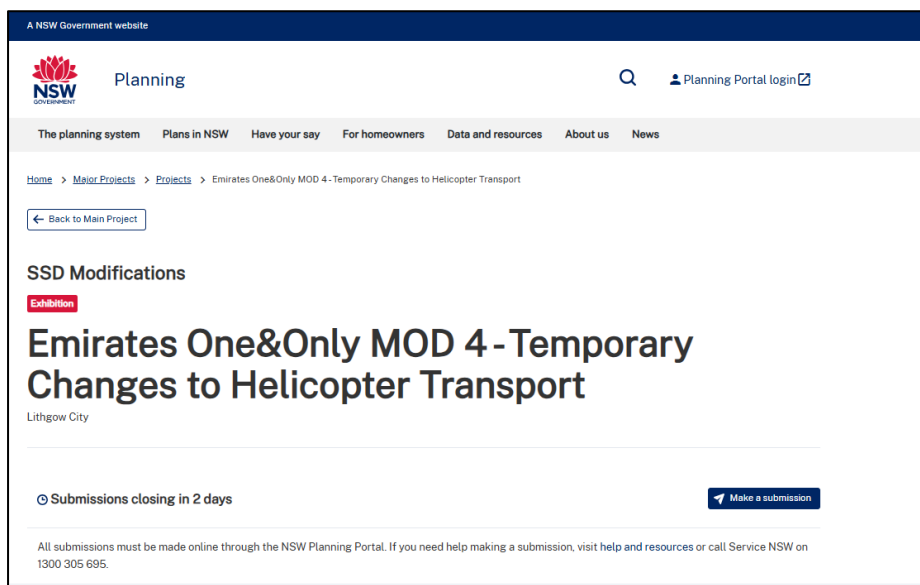 A NSW Government website
NSW
GOVERNMENT
Planning
Planning Portal login
The planning system Plans in NSW Have your say For homeowners Data and resources About us News
Home > Major Projects > Projects > Emirates One&Only MOD 4 - Temporary Changes to Helicopter Transport
← Back to Main Project
SSD Modifications
Exhibition
Emirates One&Only MOD 4 - Temporary
Changes to Helicopter Transport
Lithgow City
Submissions closing in 2 days
Make a submission
All submissions must be made online through the NSW Planning Portal. If you need help making a submission, visit help and resources or call Service NSW on
1300 305 695.